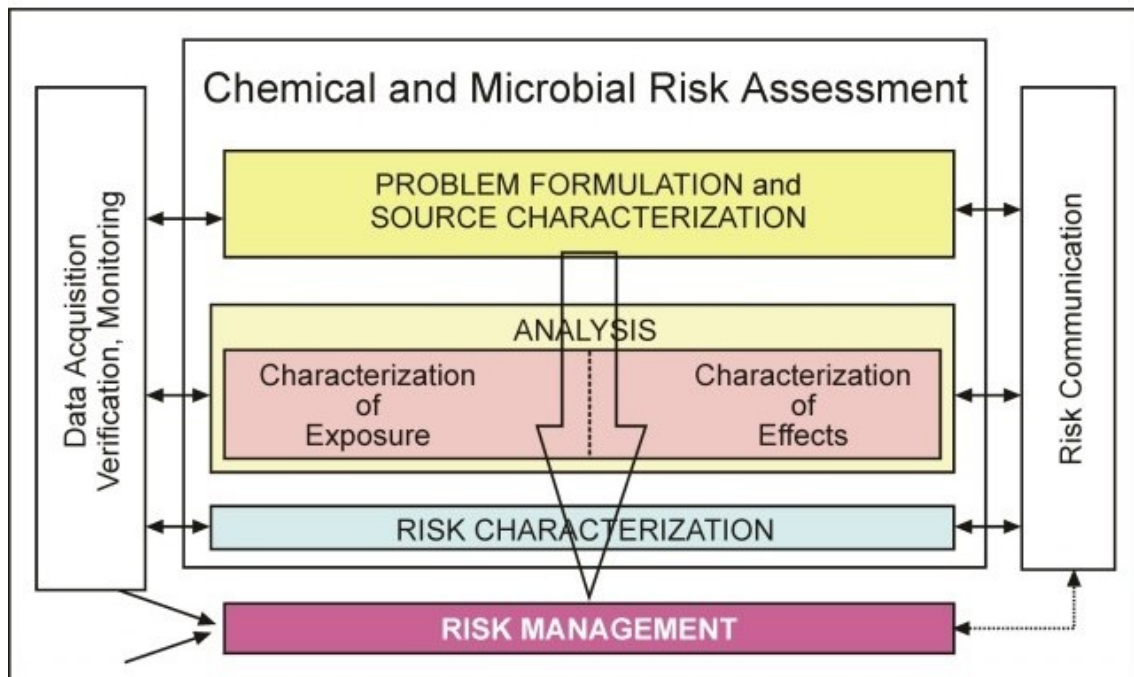 Chemical and Microbial Risk Assessment
Data Acquisition
Verification, Monitoring
PROBLEM FORMULATION and
SOURCE CHARACTERIZATION
ANALYSIS
Characterization
of
Exposure
Characterization
of
Effects
RISK CHARACTERIZATION
RISK MANAGEMENT
Risk Communication